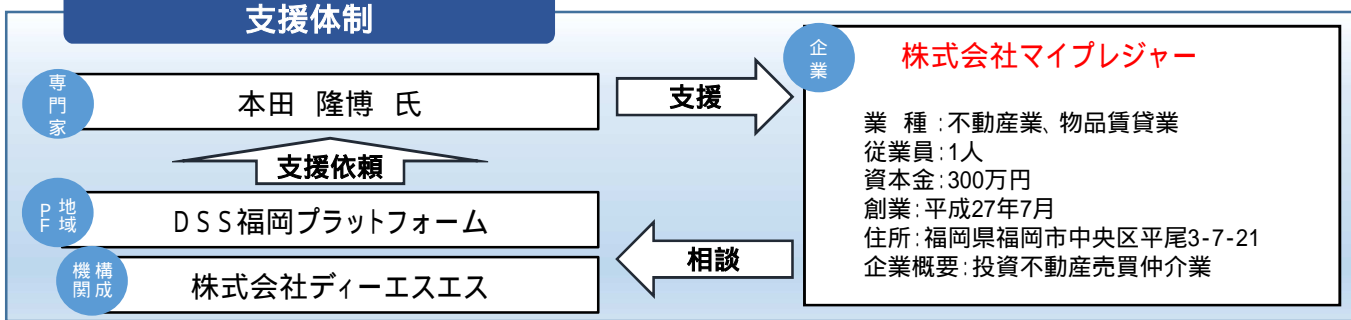 支援体制
専門家
本田 隆博 氏
支援依頼
地域PF
DSS福岡プラットフォーム
構成機関
株式会社ディーエスエス
支援
相談
企業
株式会社マイプレジャー
業 種:不動産業、物品賃貸業
従業員:1人
資本金:300万円
創業:平成27年7月
住所:福岡県福岡市中央区平尾3-7-21
企業概要:投資不動産売買仲介業